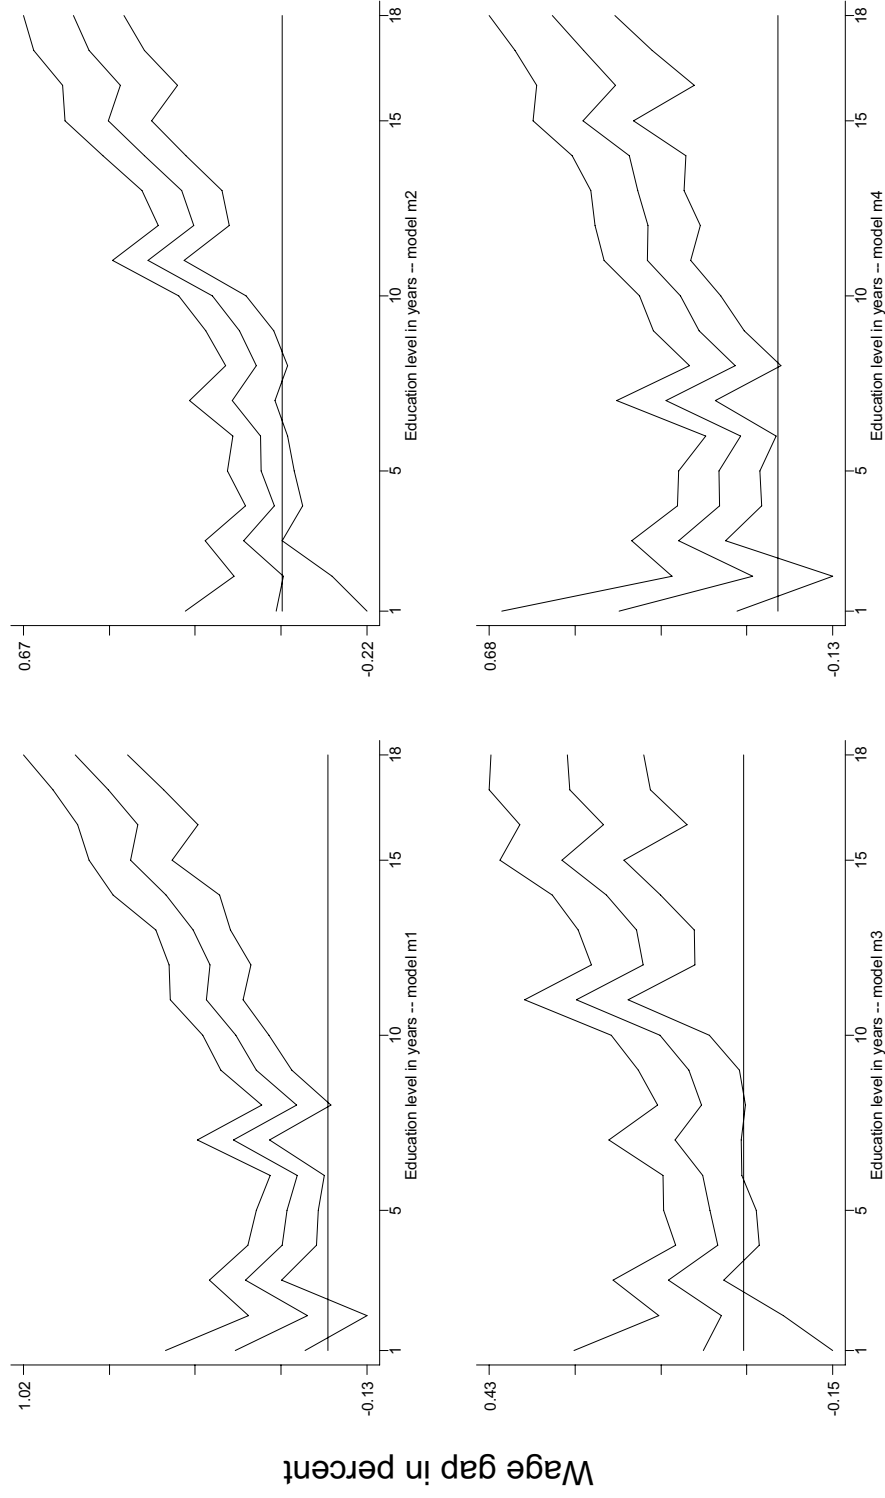 Wage gap in percent
1.02
-0.13
1 5 10 15 18
Education level in years -- model m1
0.67
-0.22
1 5 10 15 18
Education level in years -- model m2
0.43
-0.15
1 5 10 15 18
Education level in years -- model m3
0.68
-0.13
1 5 10 15 18
Education level in years -- model m4